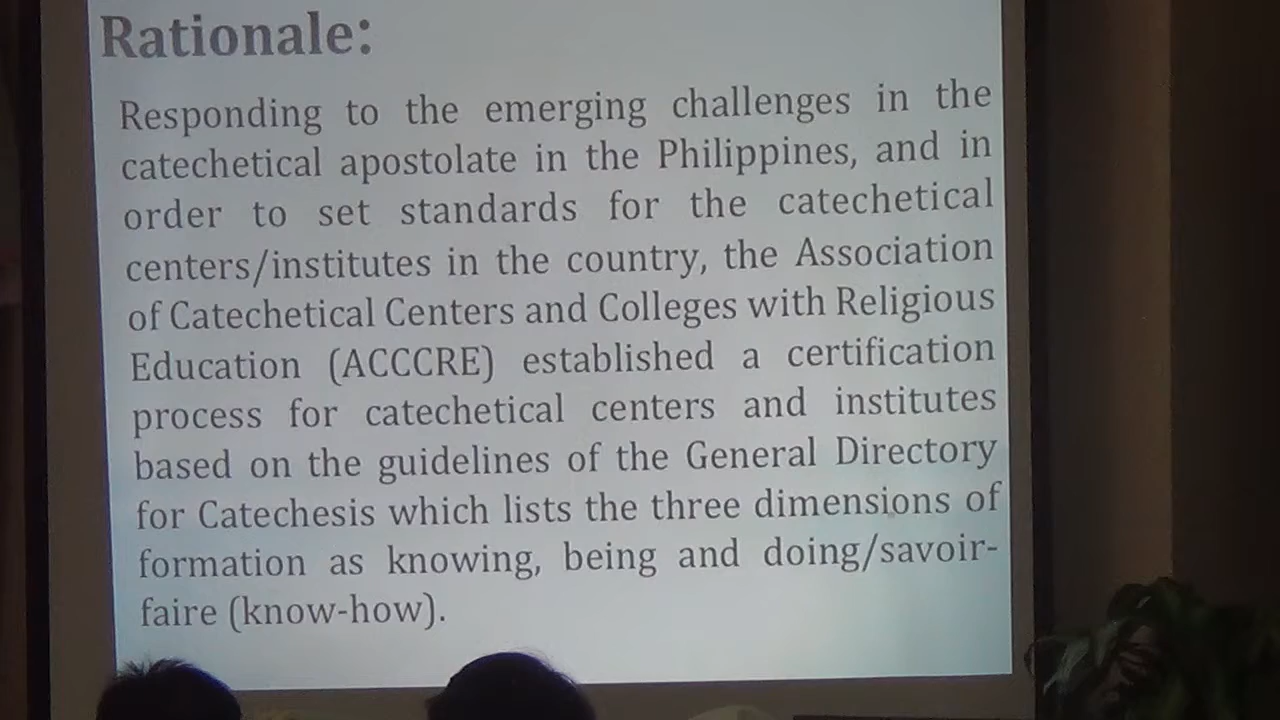 Rationale:
Responding to the emerging challenges in the
catechetical apostolate in the Philippines, and in
order to set standards for the catechetical
centers/institutes in the country, the Association
of Catechetical Centers and Colleges with Religious
Education (ACCCRE) established a certification
process for catechetical centers and institutes
based on the guidelines of the General Directory
for Catechesis which lists the three dimensions of
formation as knowing, being and doing/savoir-
faire (know-how).